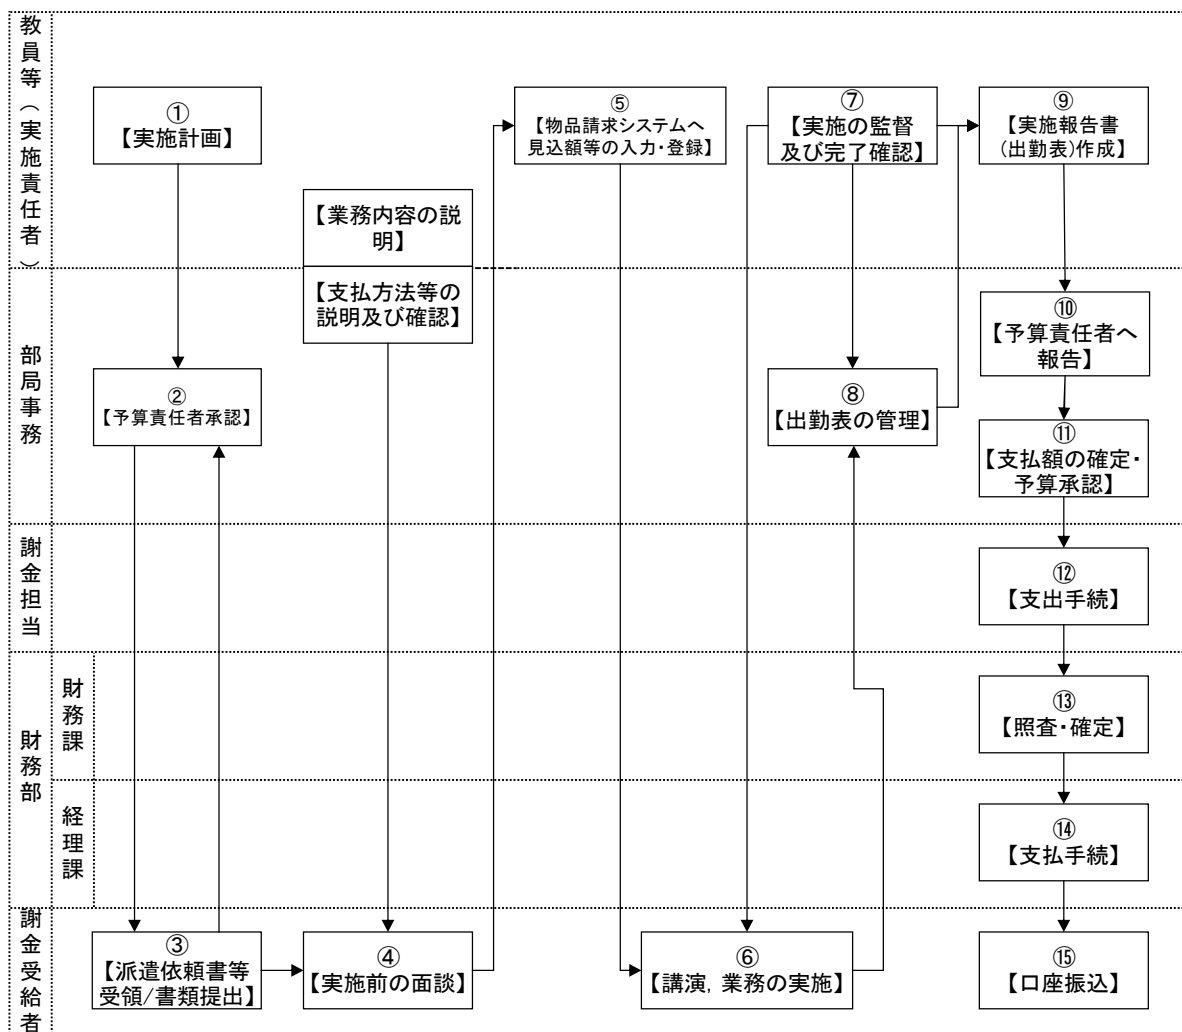 教員等（実施責任者）
①
【実施計画】
⑤
【物品請求システムへ
見込額等の入力・登録】
⑦
【実施の監督
及び完了確認】
⑨
【実施報告書
(出勤表)作成】
【業務内容の説
明】
部局事務
【支払方法等の
説明及び確認】
②
【予算責任者承認】
⑧
【出勤表の管理】
⑩
【予算責任者へ
報告】
⑪
【支払額の確定・
予算承認】
謝金担当
⑫
【支出手続】
財務部
財務課
⑬
【照査・確定】
経理課
⑭
【支払手続】
謝金受給者
③
【派遣依頼書等
受領/書類提出】
④
【実施前の面談】
⑥
【講演, 業務の実施】
⑮
【口座振込】